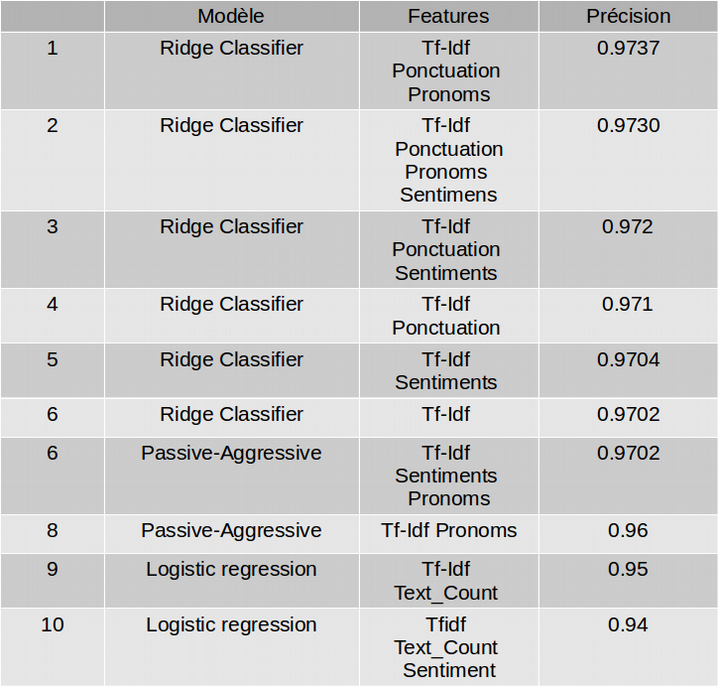 Modèle Features Précision
1 Ridge Classifier Tf-Idf 0.9737
Ponctuation
Pronoms
2 Ridge Classifier Tf-Idf 0.9730
Ponctuation
Pronoms
Sentimens
3 Ridge Classifier Tf-Idf 0.972
Ponctuation
Sentiments
4 Ridge Classifier Tf-Idf 0.971
Ponctuation
5 Ridge Classifier Tf-Idf 0.9704
Sentiments
6 Ridge Classifier Tf-Idf 0.9702
6 Passive-Aggressive Tf-Idf 0.9702
Sentiments
Pronoms
8 Passive-Aggressive Tf-Idf Pronoms 0.96
9 Logistic regression Tf-Idf 0.95
Text_Count
10 Logistic regression Tfidf 0.94
Text_Count
Sentiment